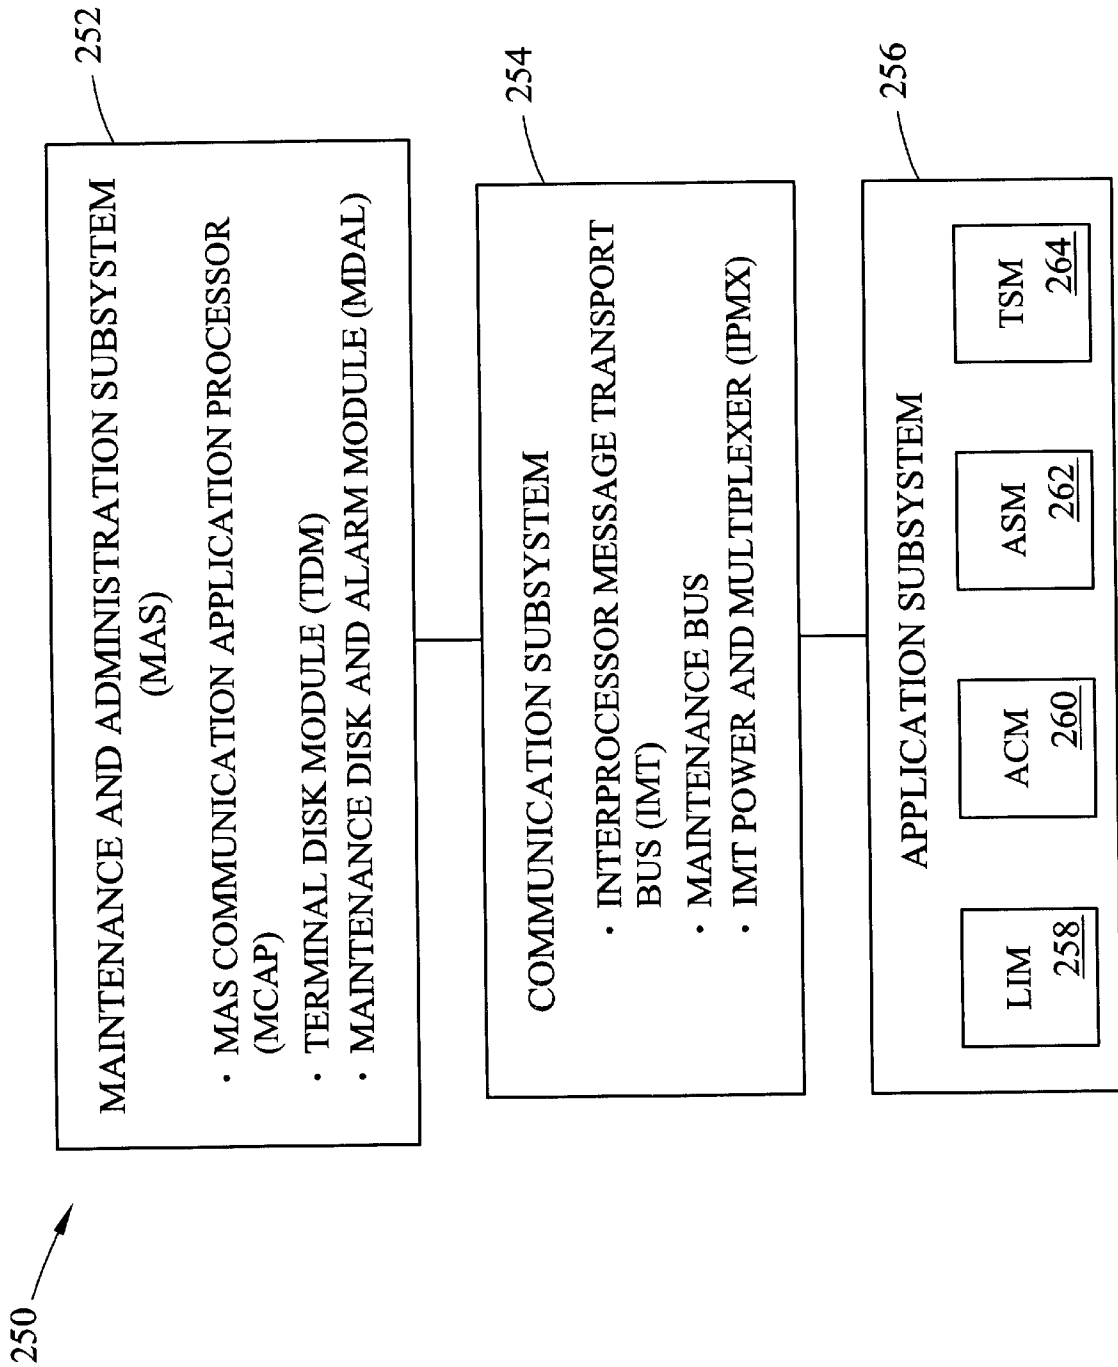 250
252
MAINTENANCE AND ADMINISTRATION SUBSYSTEM
(MAS)
· MAS COMMUNICATION APPLICATION PROCESSOR
(MCAP)
· TERMINAL DISK MODULE (TDM)
· MAINTENANCE DISK AND ALARM MODULE (MDAL)
254
COMMUNICATION SUBSYSTEM
· INTERPROCESSOR MESSAGE TRANSPORT
BUS (IMT)
· MAINTENANCE BUS
· IMT POWER AND MULTIPLEXER (IPMX)
256
APPLICATION SUBSYSTEM
LIM
258
ACM
260
ASM
262
TSM
264